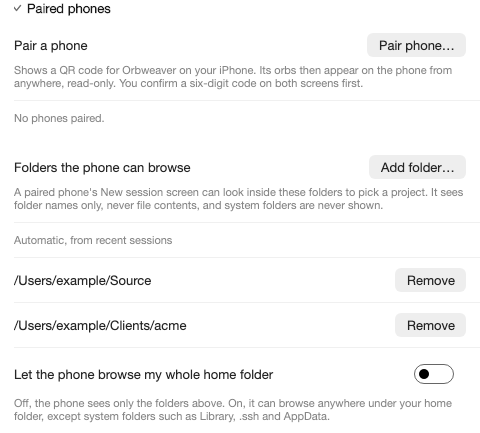 Paired phones
Pair a phone
Pair phone…
Shows a QR code for Orbweaver on your iPhone. Its orbs then appear on the phone from
anywhere, read-only. You confirm a six-digit code on both screens first.
No phones paired.
Folders the phone can browse
Add folder…
A paired phone's New session screen can look inside these folders to pick a project. It sees
folder names only, never file contents, and system folders are never shown.
Automatic, from recent sessions
/Users/example/Source
Remove
/Users/example/Clients/acme
Remove
Let the phone browse my whole home folder
Off, the phone sees only the folders above. On, it can browse anywhere under your home
folder, except system folders such as Library, .ssh and AppData.